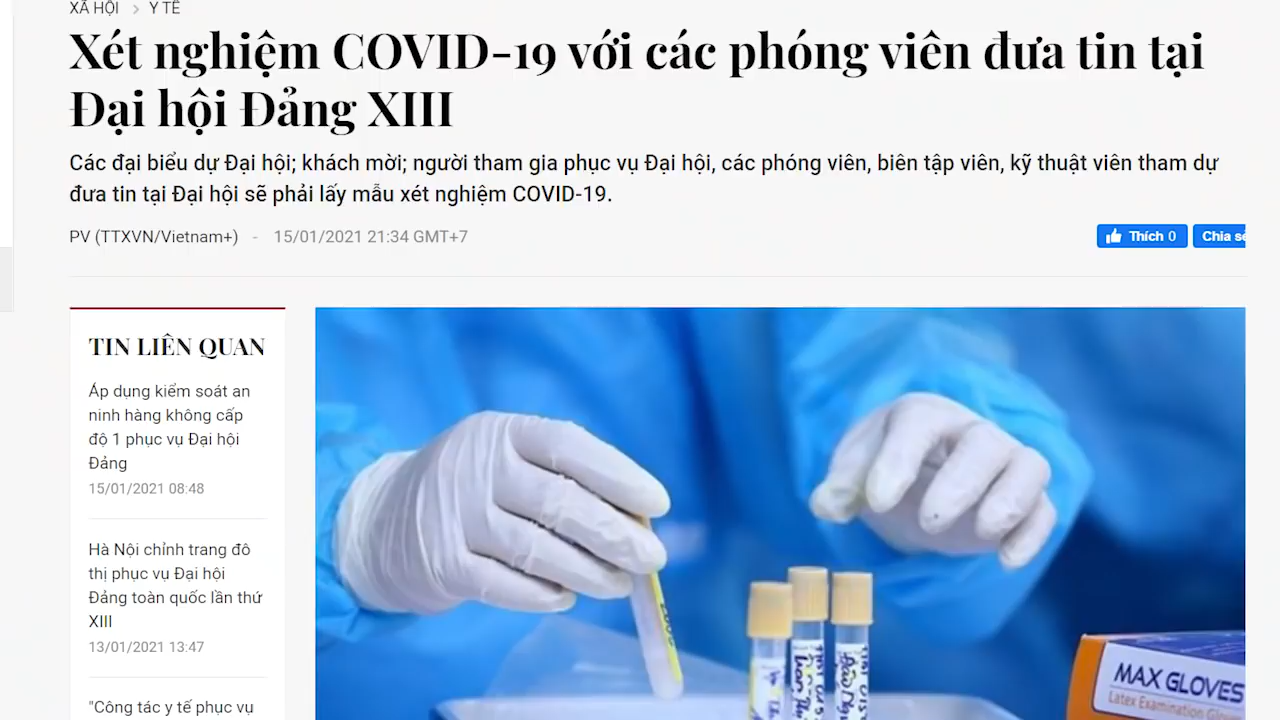 XÃ HỘI > Y TẾ
Xét nghiệm COVID-19 với các phóng viên đưa tin tại
Đại hội Đảng XIII
Các đại biểu dự Đại hội; khách mời; người tham gia phục vụ Đại hội, các phóng viên, biên tập viên, kỹ thuật viên tham dự
đưa tin tại Đại hội sẽ phải lấy mẫu xét nghiệm COVID-19.
PV (TTXVN/Vietnam+) - 15/01/2021 21:34 GMT+7
Thích 0
Chia sẻ
TIN LIÊN QUAN
Áp dụng kiểm soát an
ninh hàng không cấp
độ 1 phục vụ Đại hội
Đảng
15/01/2021 08:48
Hà Nội chỉnh trang đô
thị phục vụ Đại hội
Đảng toàn quốc lần thứ
XIII
13/01/2021 13:47
"Công tác y tế phục vụ
MAX GLOVES
Latex Examination